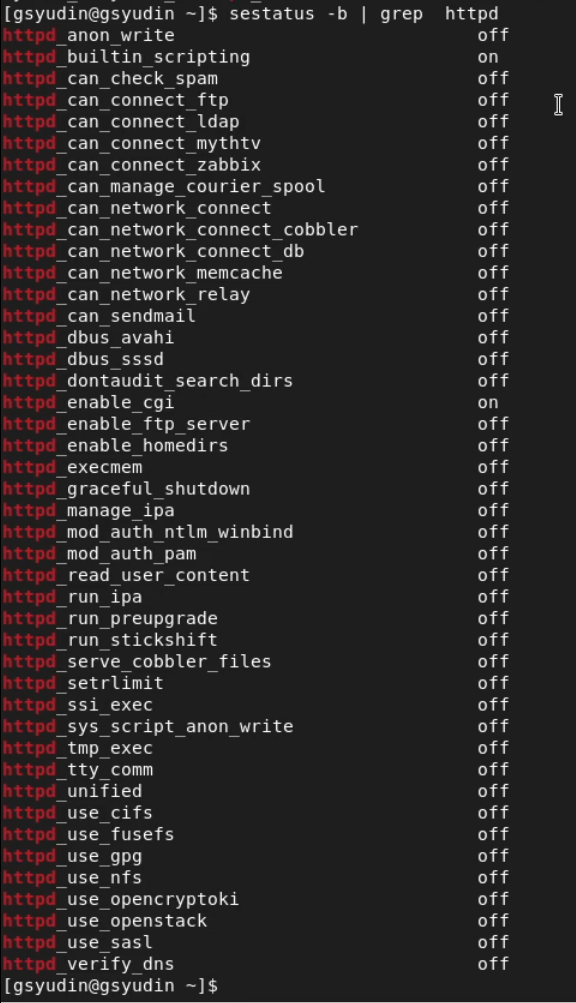 [gsyudin@gsyudin ~]$ sestatus -b | grep  httpd
httpd_anon_write                            off
httpd_builtin_scripting                     on
httpd_can_check_spam                        off
httpd_can_connect_ftp                       off
httpd_can_connect_ldap                      off
httpd_can_connect_mythtv                    off
httpd_can_connect_zabbix                    off
httpd_can_manage_courier_spool              off
httpd_can_network_connect                   off
httpd_can_network_connect_cobbler           off
httpd_can_network_connect_db                off
httpd_can_network_memcache                  off
httpd_can_network_relay                     off
httpd_can_sendmail                          off
httpd_dbus_avahi                            off
httpd_dbus_sssd                             off
httpd_dontaudit_search_dirs                 off
httpd_enable_cgi                            on
httpd_enable_ftp_server                     off
httpd_enable_homedirs                       off
httpd_execmem                               off
httpd_graceful_shutdown                     off
httpd_manage_ipa                            off
httpd_mod_auth_ntlm_winbind                 off
httpd_mod_auth_pam                          off
httpd_read_user_content                     off
httpd_run_ipa                               off
httpd_run_preupgrade                        off
httpd_run_stickshift                        off
httpd_serve_cobbler_files                   off
httpd_setrlimit                             off
httpd_ssi_exec                              off
httpd_sys_script_anon_write                 off
httpd_tmp_exec                              off
httpd_tty_comm                              off
httpd_unified                               off
httpd_use_cifs                              off
httpd_use_fusefs                            off
httpd_use_gpg                               off
httpd_use_nfs                               off
httpd_use_opencryptoki                      off
httpd_use_openstack                         off
httpd_use_sasl                              off
httpd_verify_dns                            off
[gsyudin@gsyudin ~]$